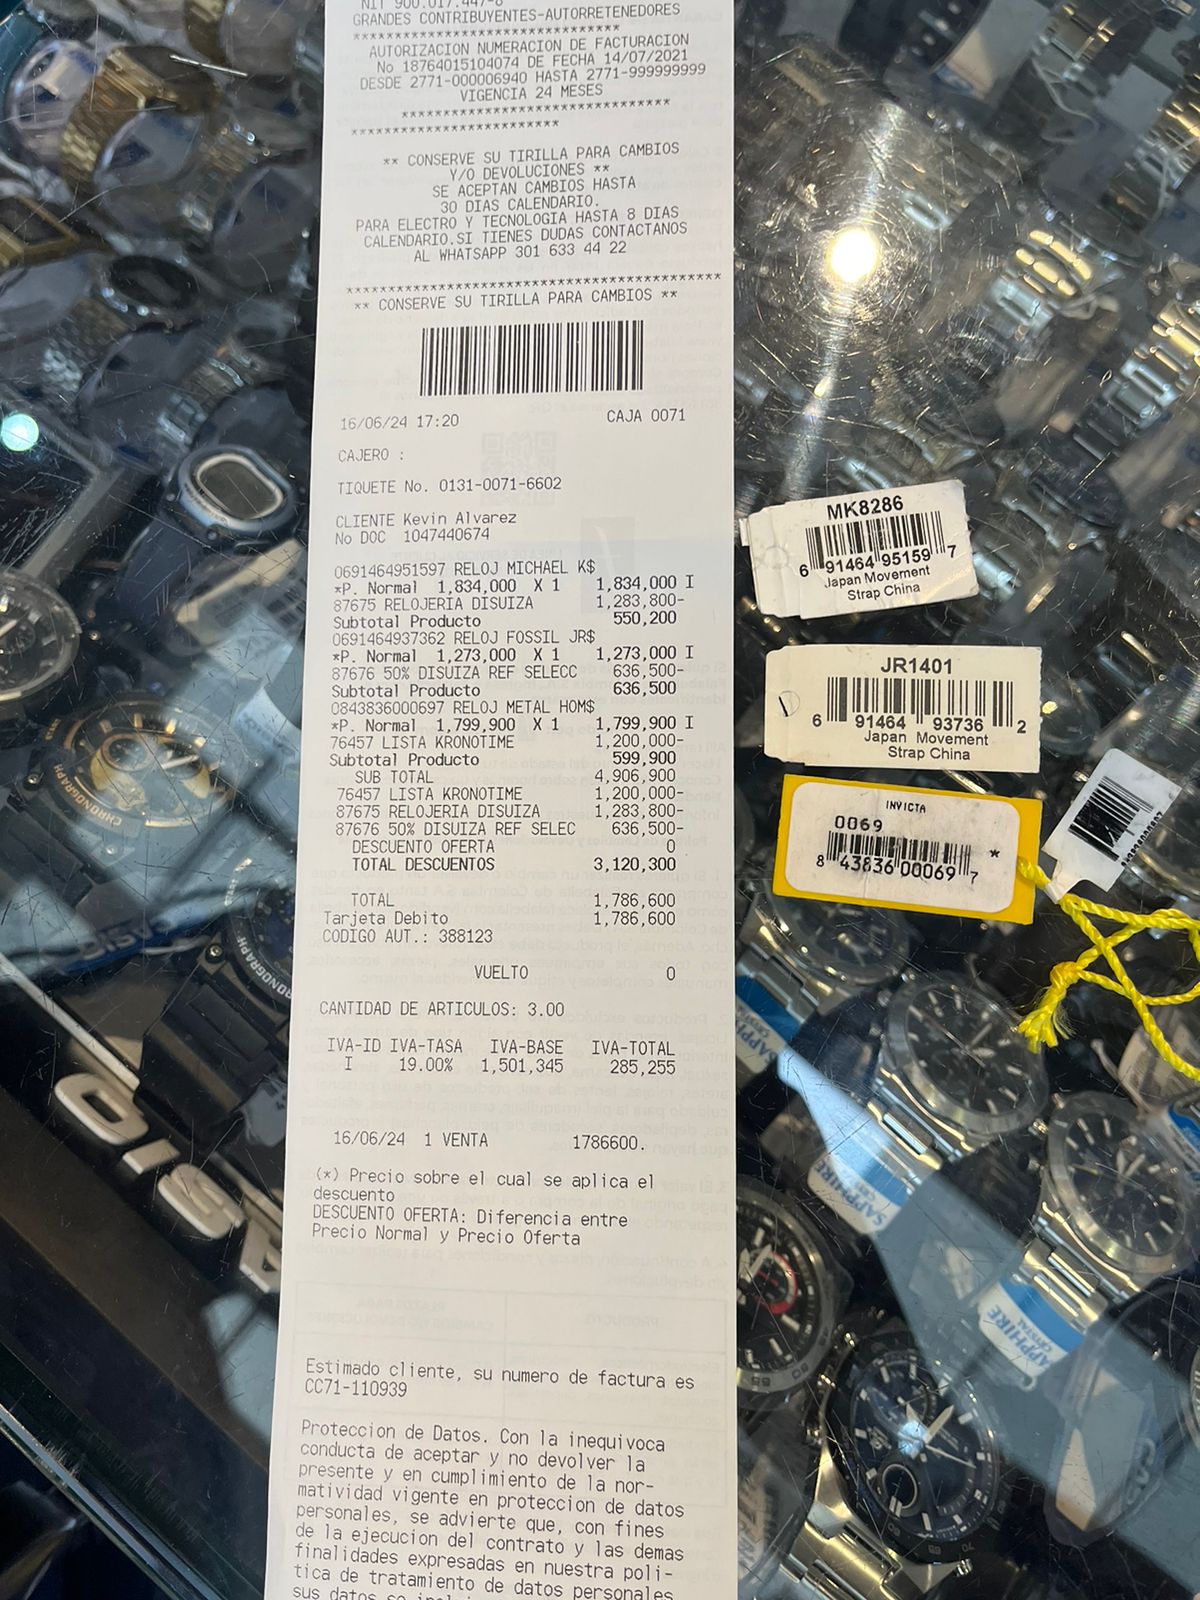 NIT 900.017.447-8
GRANDES CONTRIBUYENTES-AUTORRETENEDORES
*******************************
AUTORIZACION NUMERACION DE FACTURACION
No 18764015104074 DE FECHA 14/07/2021
DESDE 2771-000006940 HASTA 2771-999999999
VIGENCIA 24 MESES
*******************************
************************
** CONSERVE SU TIRILLA PARA CAMBIOS
Y/O DEVOLUCIONES **
SE ACEPTAN CAMBIOS HASTA
30 DIAS CALENDARIO.
PARA ELECTRO Y TECNOLOGIA HASTA 8 DIAS
CALENDARIO.SI TIENES DUDAS CONTACTANOS
AL WHATSAPP 301 633 44 22
*******************************************
** CONSERVE SU TIRILLA PARA CAMBIOS **
16/06/24 17:20 CAJA 0071
CAJERO :
TIQUETE No. 0131-0071-6602
CLIENTE Kevin Alvarez
No DOC 1047440674
0691464951597 RELOJ MICHAEL K$
*P. Normal 1,834,000 X 1 1,834,000 I
87675 RELOJERIA DISUIZA 1,283,800-
Subtotal Producto 550,200
0691464937362 RELOJ FOSSIL JR$
*P. Normal 1,273,000 X 1 1,273,000 I
87676 50% DISUIZA REF SELECC 636,500-
Subtotal Producto 636,500
0843836000697 RELOJ METAL HOM$
*P. Normal 1,799,900 X 1 1,799,900 I
76457 LISTA KRONOTIME 1,200,000-
Subtotal Producto 599,900
SUB TOTAL 4,906,900
76457 LISTA KRONOTIME 1,200,000-
87675 RELOJERIA DISUIZA 1,283,800-
87676 50% DISUIZA REF SELEC 636,500-
DESCUENTO OFERTA 0
TOTAL DESCUENTOS 3,120,300
TOTAL 1,786,600
Tarjeta Debito 1,786,600
CODIGO AUT.: 388123
VUELTO 0
CANTIDAD DE ARTICULOS: 3.00
IVA-ID IVA-TASA IVA-BASE IVA-TOTAL
I 19.00% 1,501,345 285,255
16/06/24 1 VENTA 1786600.
(*) Precio sobre el cual se aplica el
descuento
DESCUENTO OFERTA: Diferencia entre
Precio Normal y Precio Oferta
Estimado cliente, su numero de factura es
CC71-110939
Proteccion de Datos. Con la inequivoca
conducta de aceptar y no devolver la
presente y en cumplimiento de la nor-
matividad vigente en proteccion de datos
personales, se advierte que, con fines
de la ejecucion del contrato y las demas
finalidades expresadas en nuestra poli-
tica de tratamiento de datos personales
sus datos se
MK8286
6 91464 95159 7
Japan Movement
Strap China
JR1401
6 91464 93736 2
Japan Movement
Strap China
INVICTA
0069
*
8 43836 00069 7
CHRONOGRAPH
CASIO
SAPPHIRE
SAPPHIRE
CRYSTAL